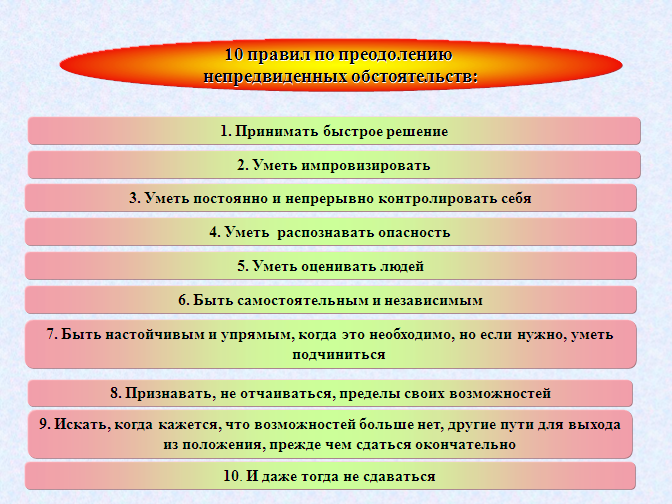 10 правил по преодолению
непредвиденных обстоятельств:
1. Принимать быстрое решение
2. Уметь импровизировать
3. Уметь постоянно и непрерывно контролировать себя
4. Уметь  распознавать опасность
5. Уметь оценивать людей
6. Быть самостоятельным и независимым
7. Быть настойчивым и упрямым, когда это необходимо, но если нужно, уметь
подчиниться
8. Признавать, не отчаиваться, пределы своих возможностей
9. Искать, когда кажется, что возможностей больше нет, другие пути для выхода
из положения, прежде чем сдаться окончательно
10. И даже тогда не сдаваться